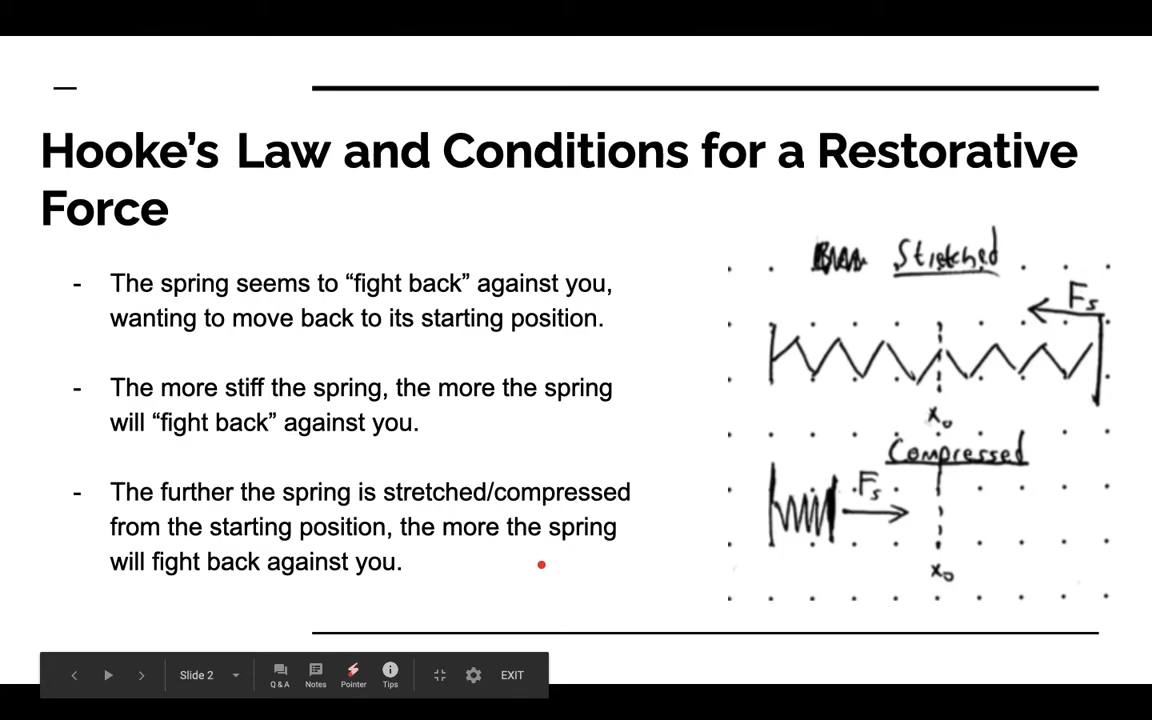 Hooke's Law and Conditions for a Restorative
Force
- The spring seems to “fight back” against you,
wanting to move back to its starting position.
- The more stiff the spring, the more the spring
will “fight back” against you.
- The further the spring is stretched/compressed
from the starting position, the more the spring
will fight back against you.
Stretched
Fs
x₀
Compressed
Fs
x₀
Slide 2
Q & A
Notes
Pointer
Tips
EXIT